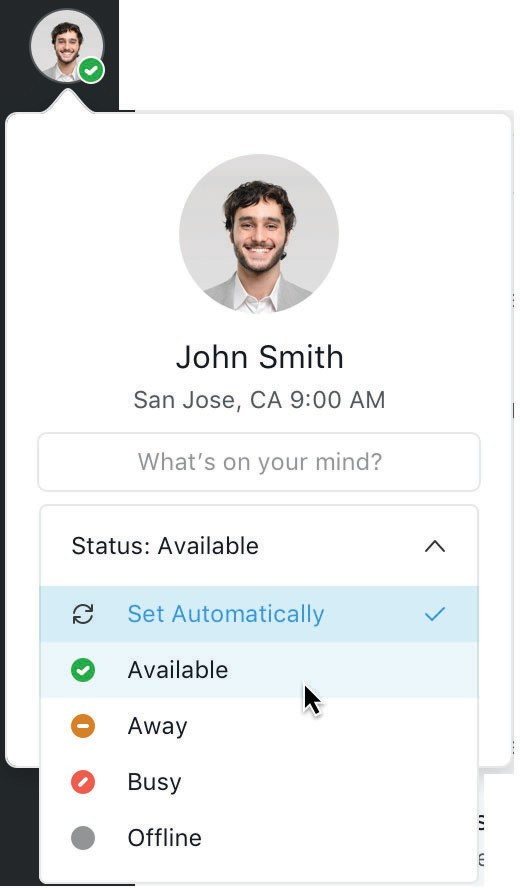 John Smith
San Jose, CA 9:00 AM
What's on your mind?
Status: Available
Set Automatically
Available
Away
Busy
Offline